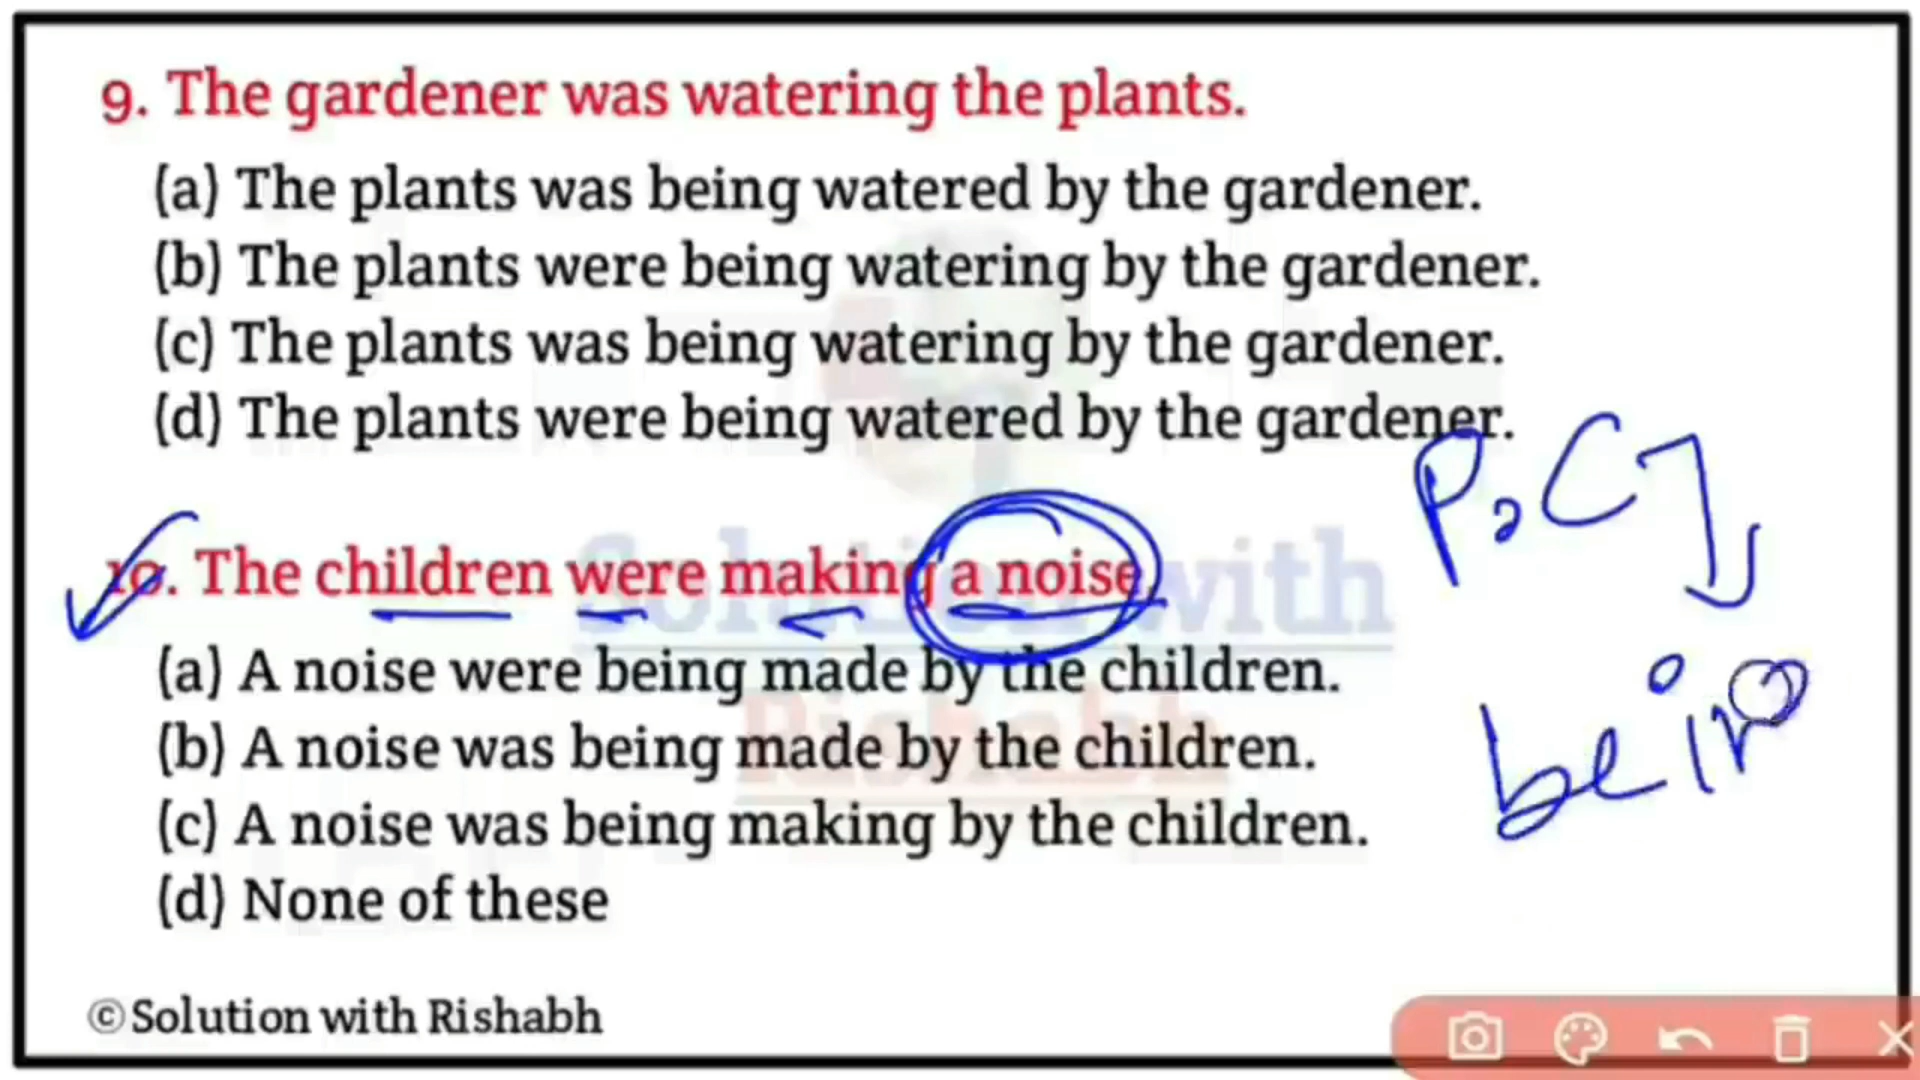 9. The gardener was watering the plants.
(a) The plants was being watered by the gardener.
(b) The plants were being watering by the gardener.
(c) The plants was being watering by the gardener.
(d) The plants were being watered by the gardener.
10. The children were making a noise
(a) A noise were being made by the children.
(b) A noise was being made by the children.
(c) A noise was being making by the children.
(d) None of these
Solution with
Rishabh
©Solution with Rishabh